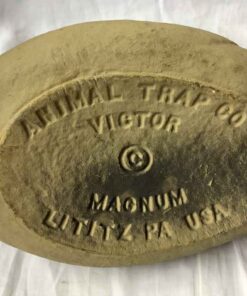 ANIMAL TRAP CO
VICTOR
©
MAGNUM
LITITZ PA USA